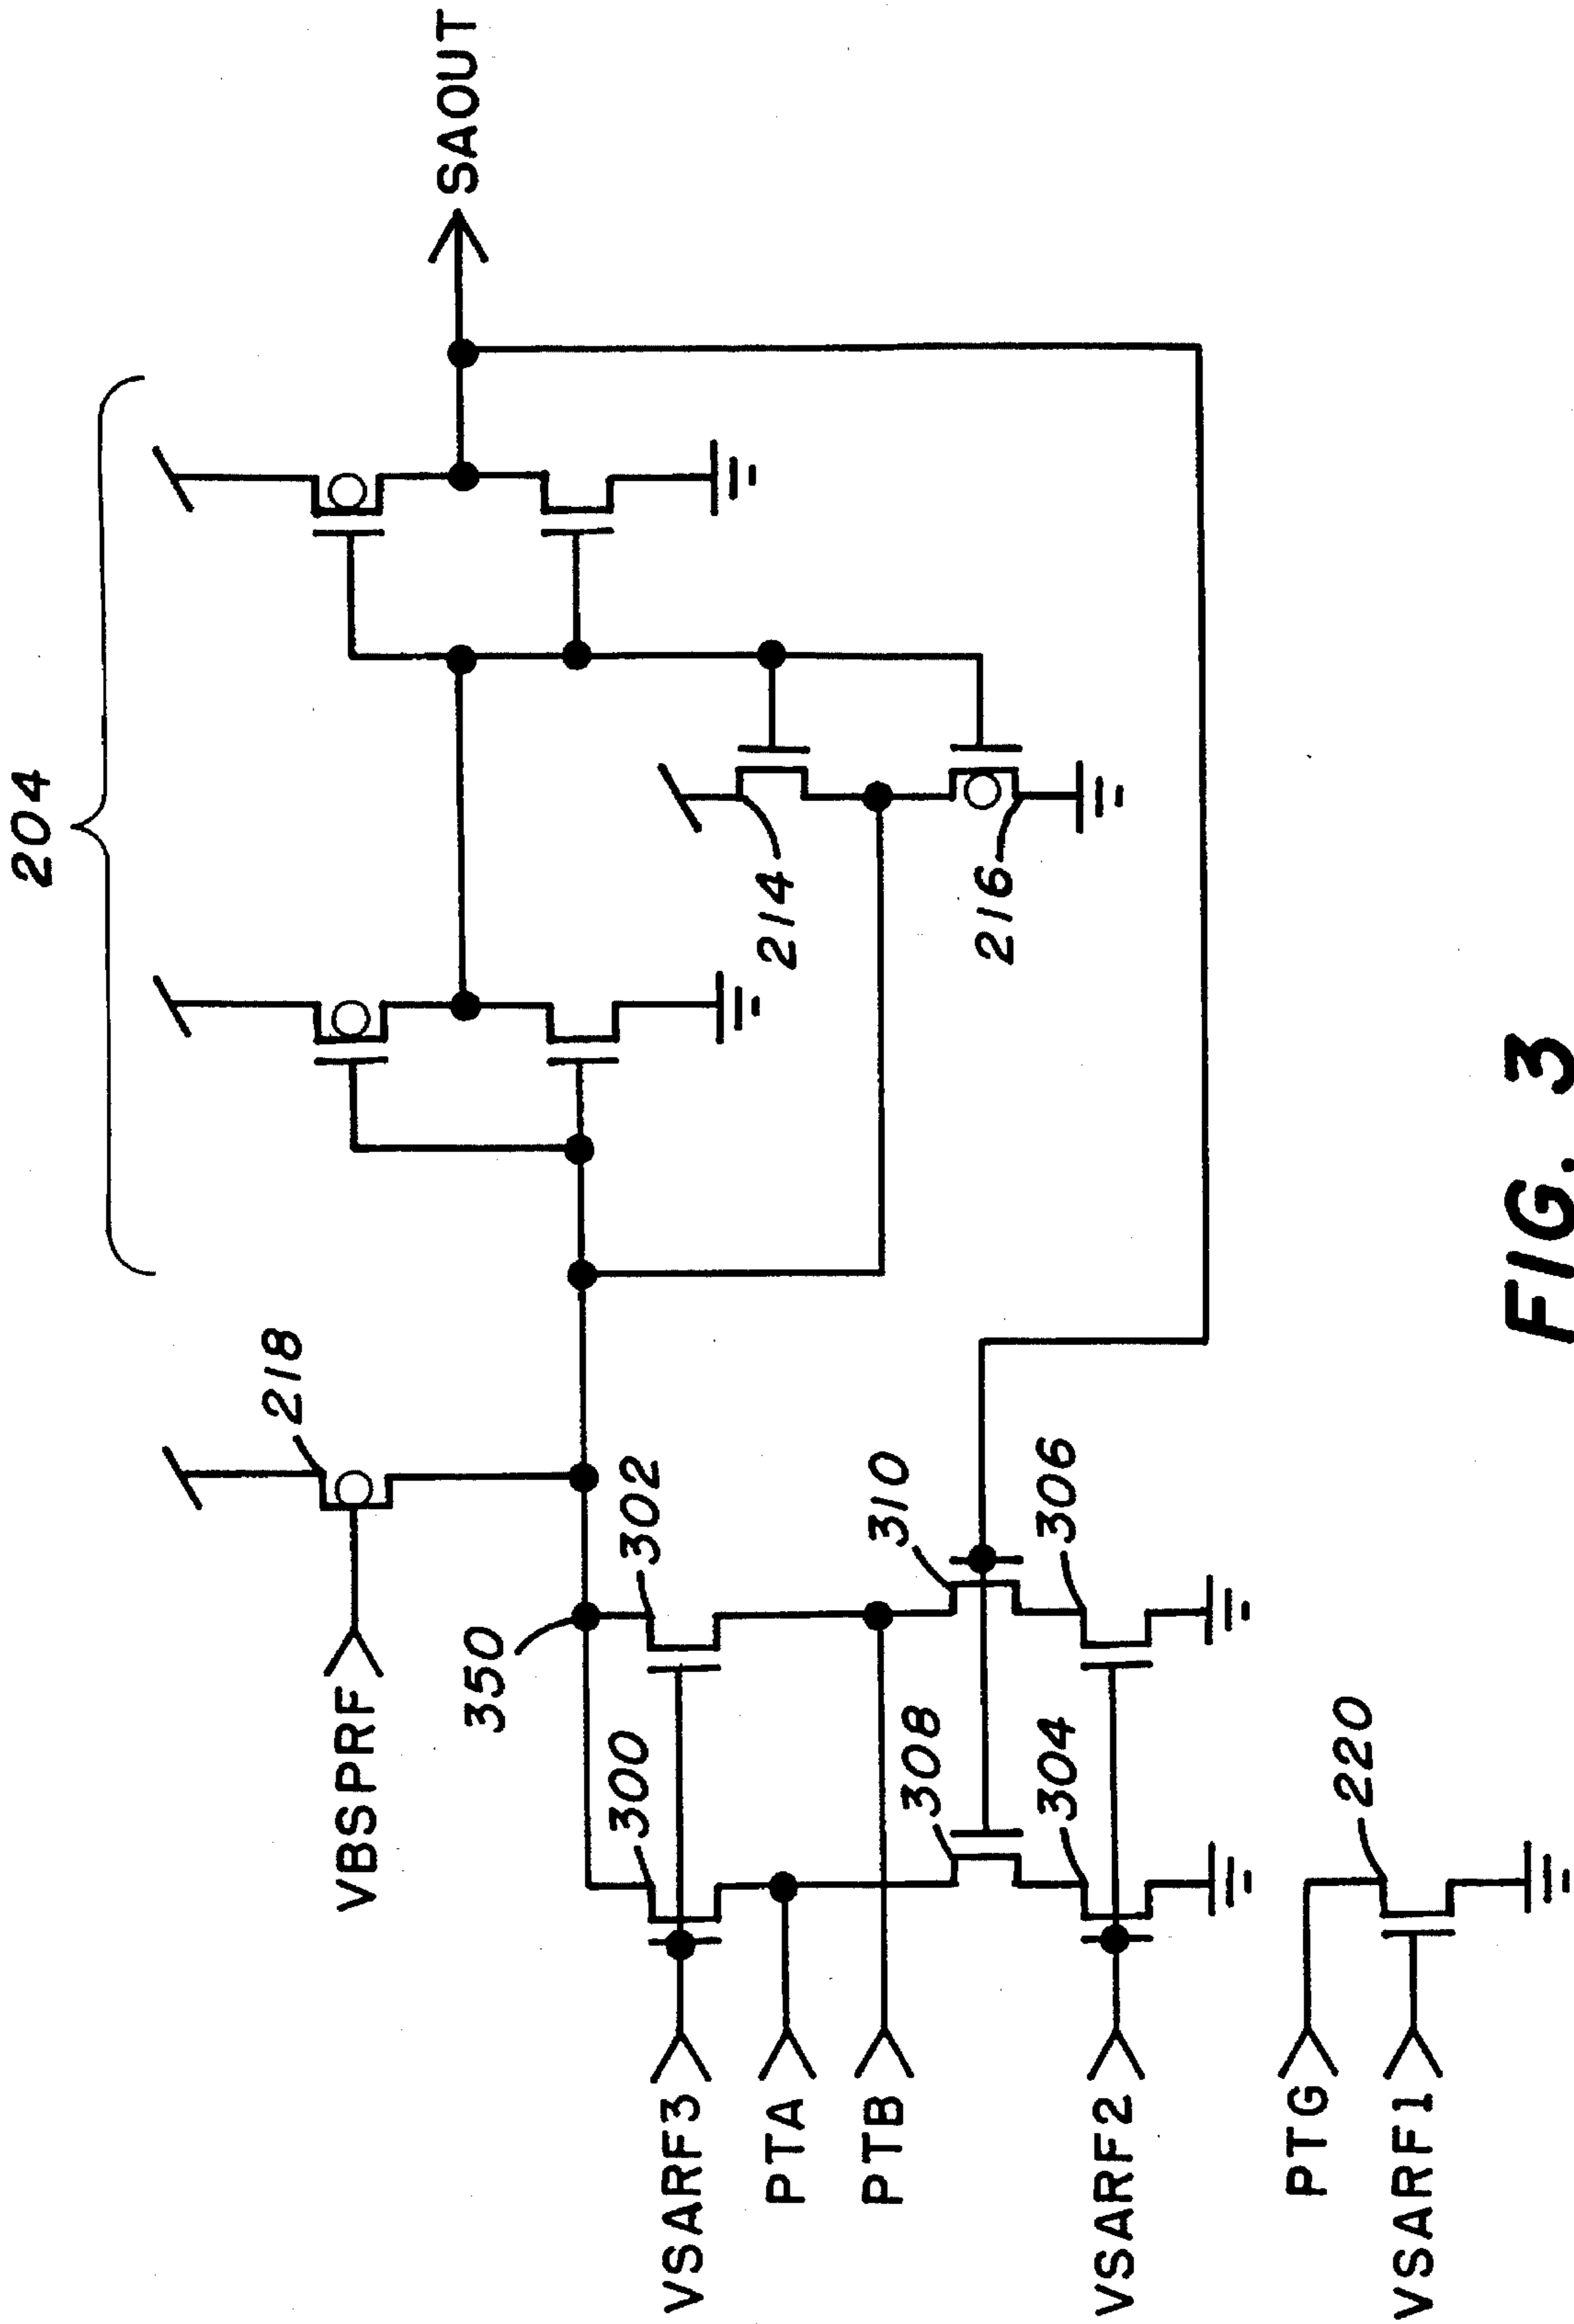 204
SAOUT
218
VBSPRF
350
302
300
214
216
310
308
306
304
VSARF3
PTA
PTB
VSARF2
220
PTG
VSARF1
FIG. 3